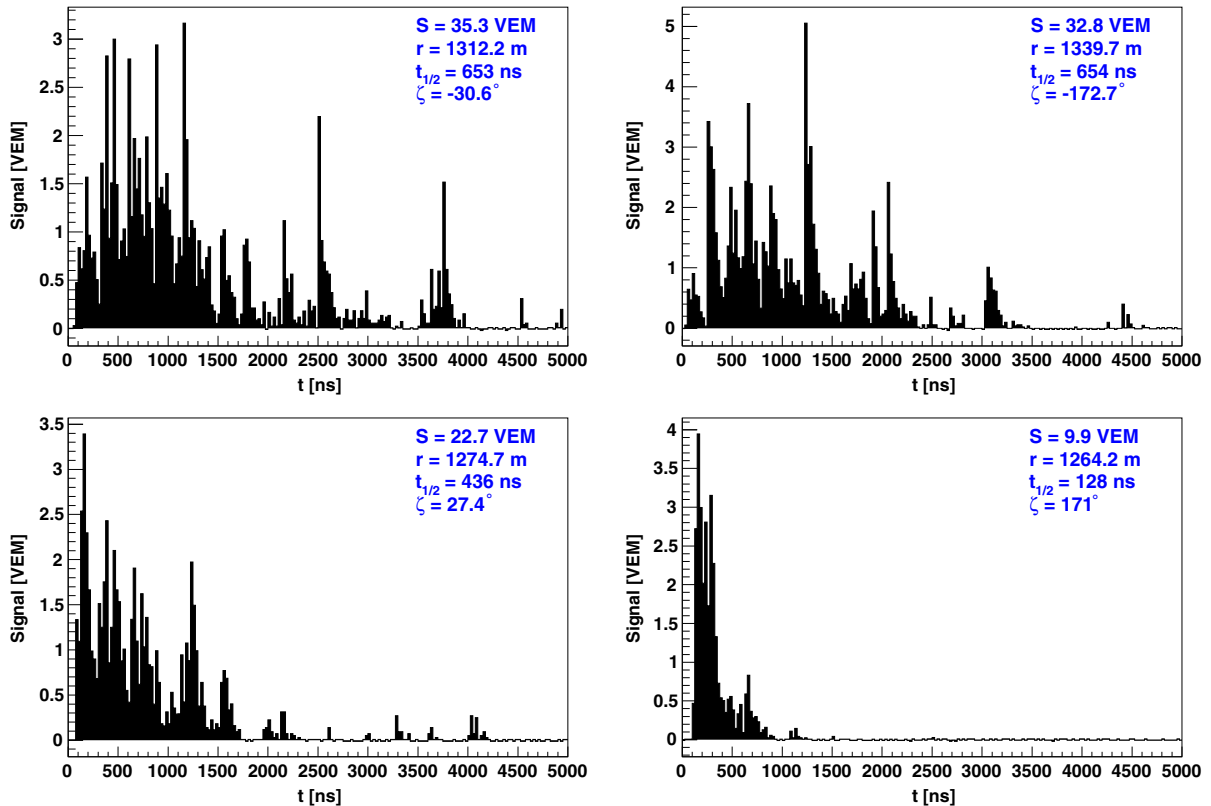 S = 35.3 VEM
r = 1312.2 m
t1/2 = 653 ns
ζ = -30.6°
Signal [VEM]
3
2.5
2
1.5
1
0.5
0
0 500 1000 1500 2000 2500 3000 3500 4000 4500 5000
t [ns]
S = 32.8 VEM
r = 1339.7 m
t1/2 = 654 ns
ζ = -172.7°
Signal [VEM]
5
4
3
2
1
0
0 500 1000 1500 2000 2500 3000 3500 4000 4500 5000
t [ns]
S = 22.7 VEM
r = 1274.7 m
t1/2 = 436 ns
ζ = 27.4°
Signal [VEM]
3.5
3
2.5
2
1.5
1
0.5
0
0 500 1000 1500 2000 2500 3000 3500 4000 4500 5000
t [ns]
S = 9.9 VEM
r = 1264.2 m
t1/2 = 128 ns
ζ = 171°
Signal [VEM]
4
3.5
3
2.5
2
1.5
1
0.5
0
0 500 1000 1500 2000 2500 3000 3500 4000 4500 5000
t [ns]